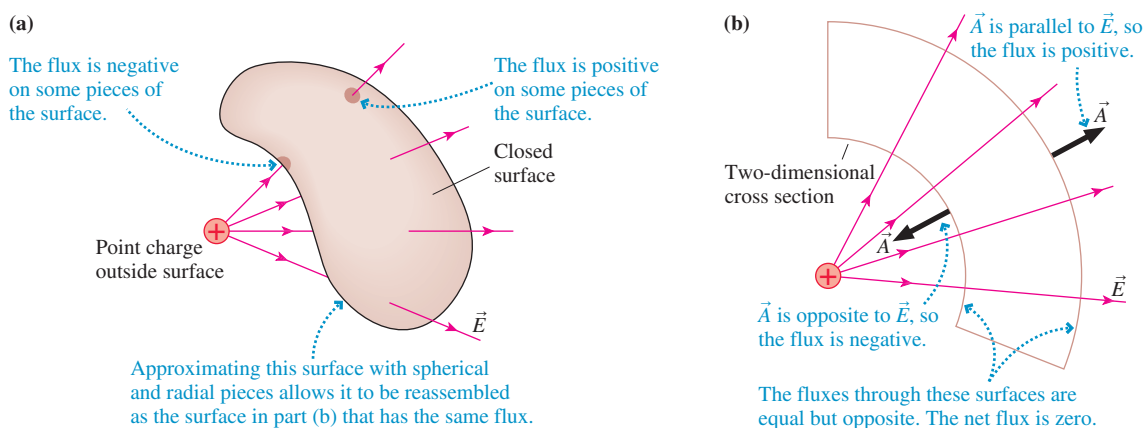 (a)
The flux is negative
on some pieces of
the surface.
The flux is positive
on some pieces of
the surface.
Closed
surface
Point charge
outside surface
E⃗
Approximating this surface with spherical
and radial pieces allows it to be reassembled
as the surface in part (b) that has the same flux.
(b)
A⃗ is parallel to E⃗, so
the flux is positive.
A⃗
Two-dimensional
cross section
A⃗
E⃗
A⃗ is opposite to E⃗, so
the flux is negative.
The fluxes through these surfaces are
equal but opposite. The net flux is zero.